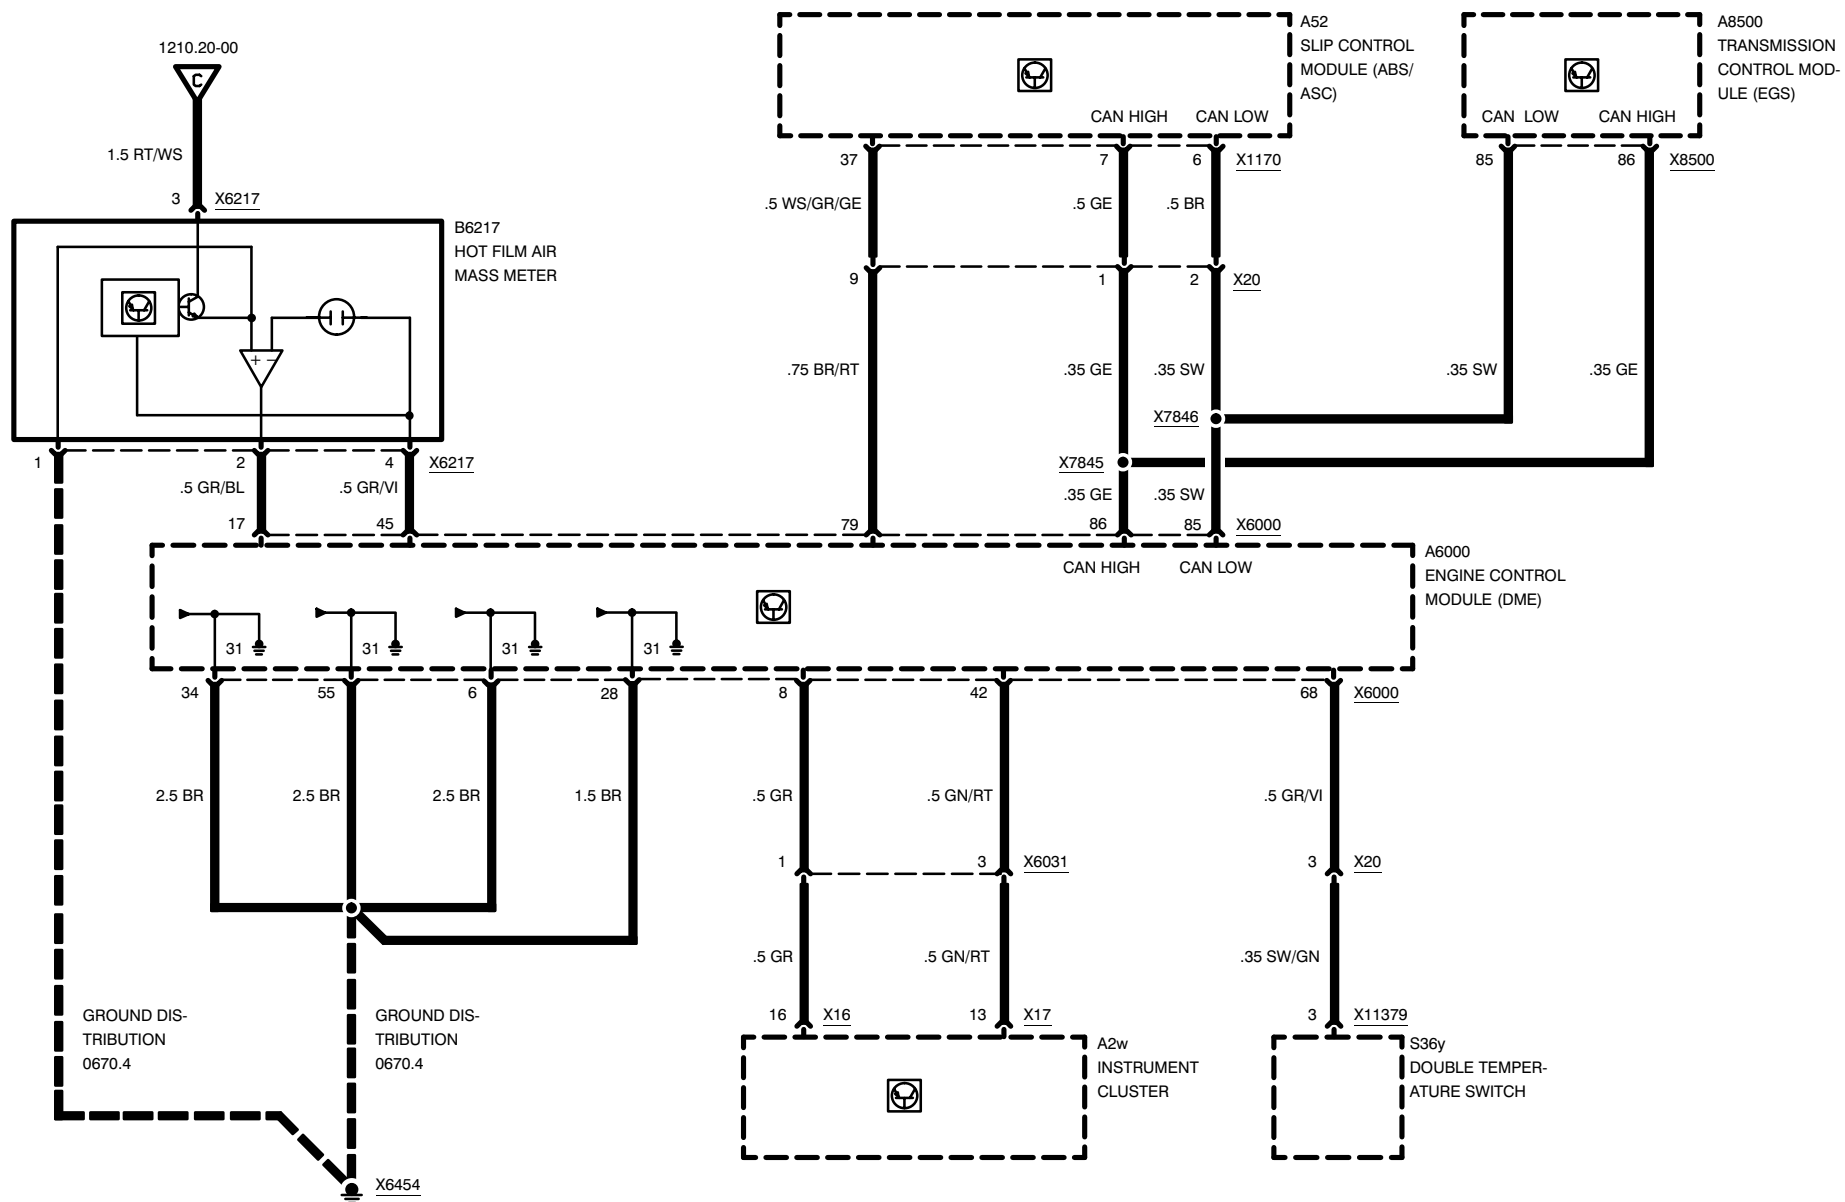 1210.20-00
C
1.5 RT/WS
3 X6217
B6217
HOT FILM AIR
MASS METER
+ −
1 2 4 X6217
.5 GR/BL .5 GR/VI
17 45
A52
SLIP CONTROL
MODULE (ABS/
ASC)
CAN HIGH CAN LOW
37 7 6 X1170
.5 WS/GR/GE .5 GE .5 BR
9 1 2 X20
.75 BR/RT .35 GE .35 SW
X7846
X7845
.35 GE .35 SW
79 86 85 X6000
A8500
TRANSMISSION
CONTROL MOD-
ULE (EGS)
CAN LOW CAN HIGH
85 86 X8500
.35 SW .35 GE
CAN HIGH CAN LOW
A6000
ENGINE CONTROL
MODULE (DME)
31 31 31 31
34 55 6 28 8 42 68 X6000
2.5 BR 2.5 BR 2.5 BR 1.5 BR .5 GR .5 GN/RT .5 GR/VI
1 3 X6031 3 X20
.5 GR .5 GN/RT .35 SW/GN
GROUND DIS-
TRIBUTION
0670.4
GROUND DIS-
TRIBUTION
0670.4
16 X16 13 X17 3 X11379
A2w
INSTRUMENT
CLUSTER
S36y
DOUBLE TEMPER-
ATURE SWITCH
X6454